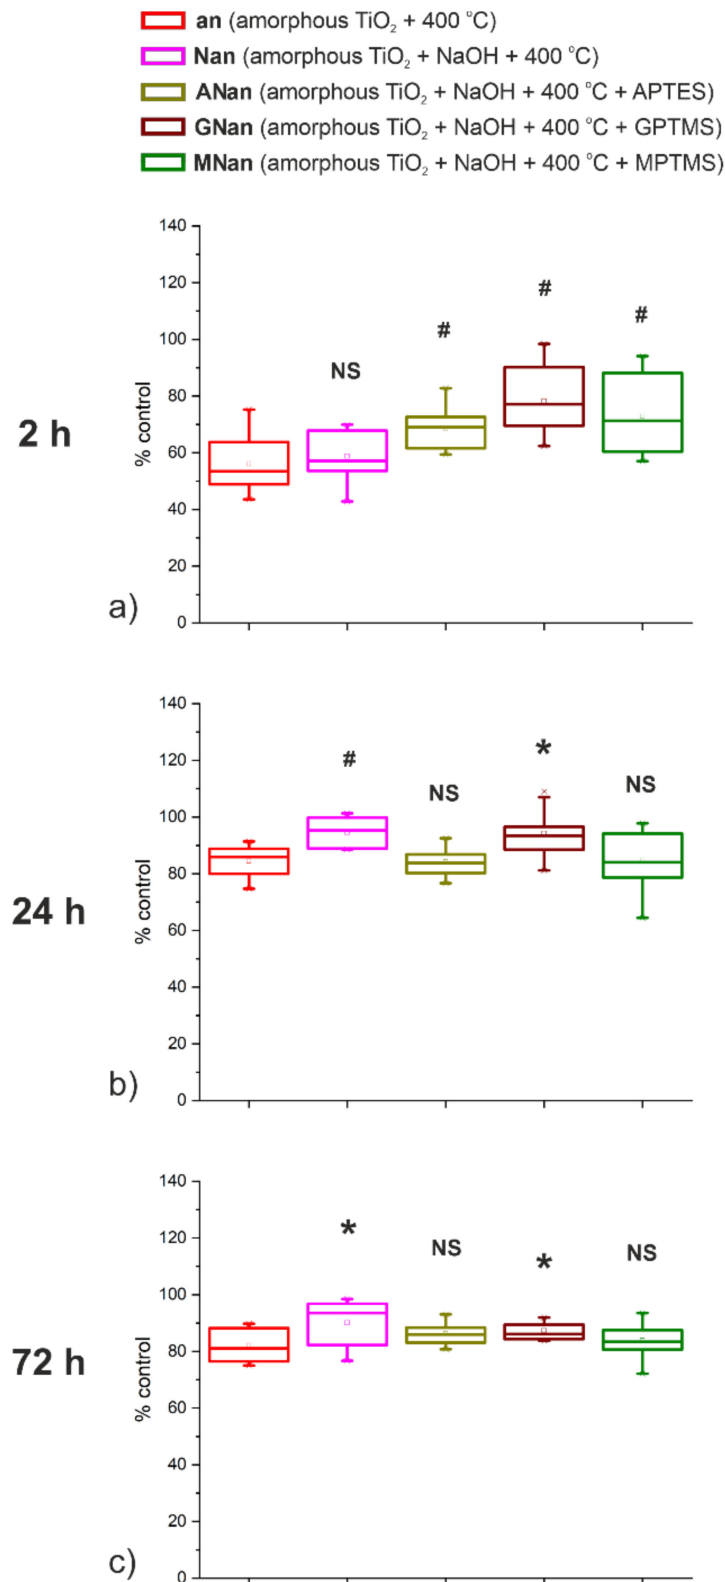 an (amorphous TiO₂ + 400 °C)
Nan (amorphous TiO₂ + NaOH + 400 °C)
ANan (amorphous TiO₂ + NaOH + 400 °C + APTES)
GNan (amorphous TiO₂ + NaOH + 400 °C + GPTMS)
MNan (amorphous TiO₂ + NaOH + 400 °C + MPTMS)
2 h
a)
% control
140
120
100
80
60
40
20
0
NS
#
#
#
24 h
b)
% control
140
120
100
80
60
40
20
0
#
NS
*
NS
72 h
c)
% control
140
120
100
80
60
40
20
0
*
NS
*
NS